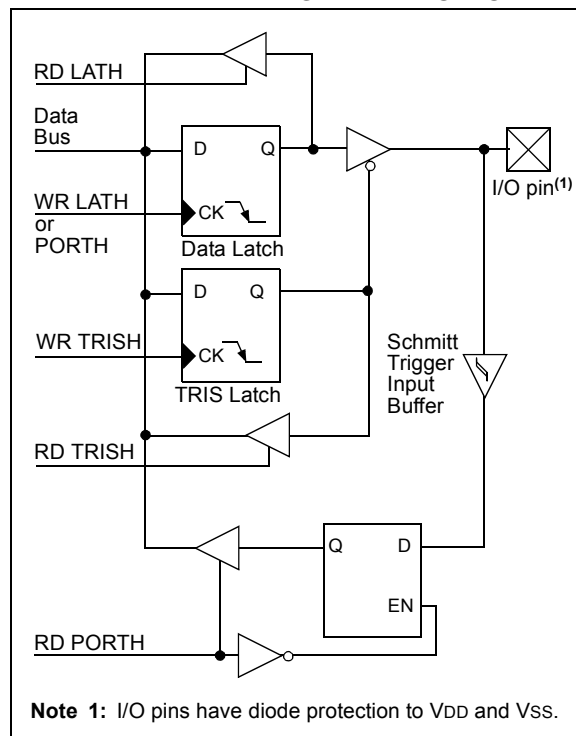 RD LATH
Data
Bus
D
Q
I/O pin(1)
WR LATH
or
PORTH
CK
Data Latch
D
Q
WR TRISH
CK
TRIS Latch
Schmitt
Trigger
Input
Buffer
RD TRISH
Q
D
EN
RD PORTH
Note 1: I/O pins have diode protection to VDD and VSS.